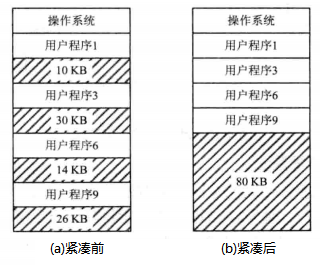 操作系统
用户程序1
10 KB
用户程序3
30 KB
用户程序6
14 KB
用户程序9
26 KB
(a)紧凑前
操作系统
用户程序1
用户程序3
用户程序6
用户程序9
80 KB
(b)紧凑后